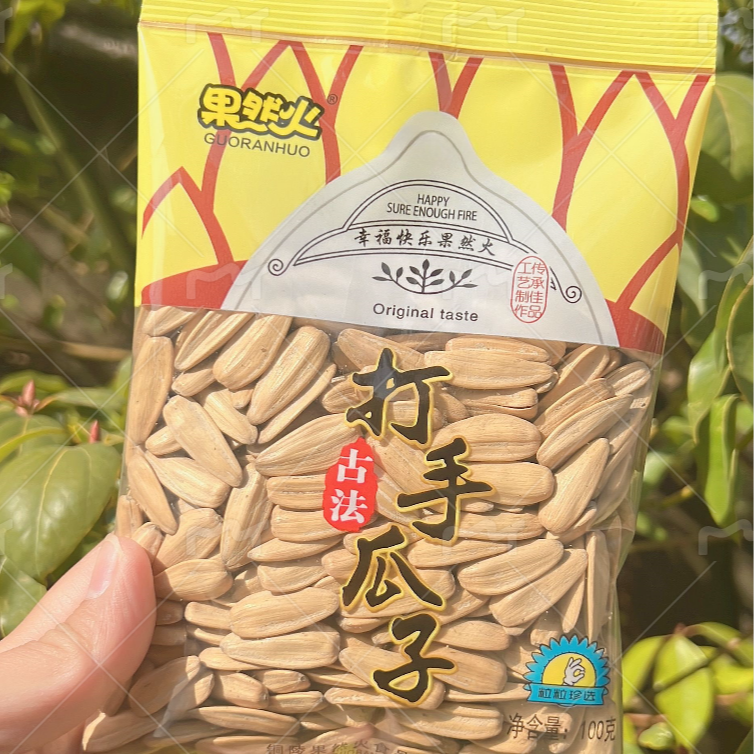 果然火®
GUORANHUO
HAPPY
SURE ENOUGH FIRE
幸福快乐果然火
Original taste
传承佳品
工艺制作
打手瓜子
古法
粒粒珍选
净含量：100克